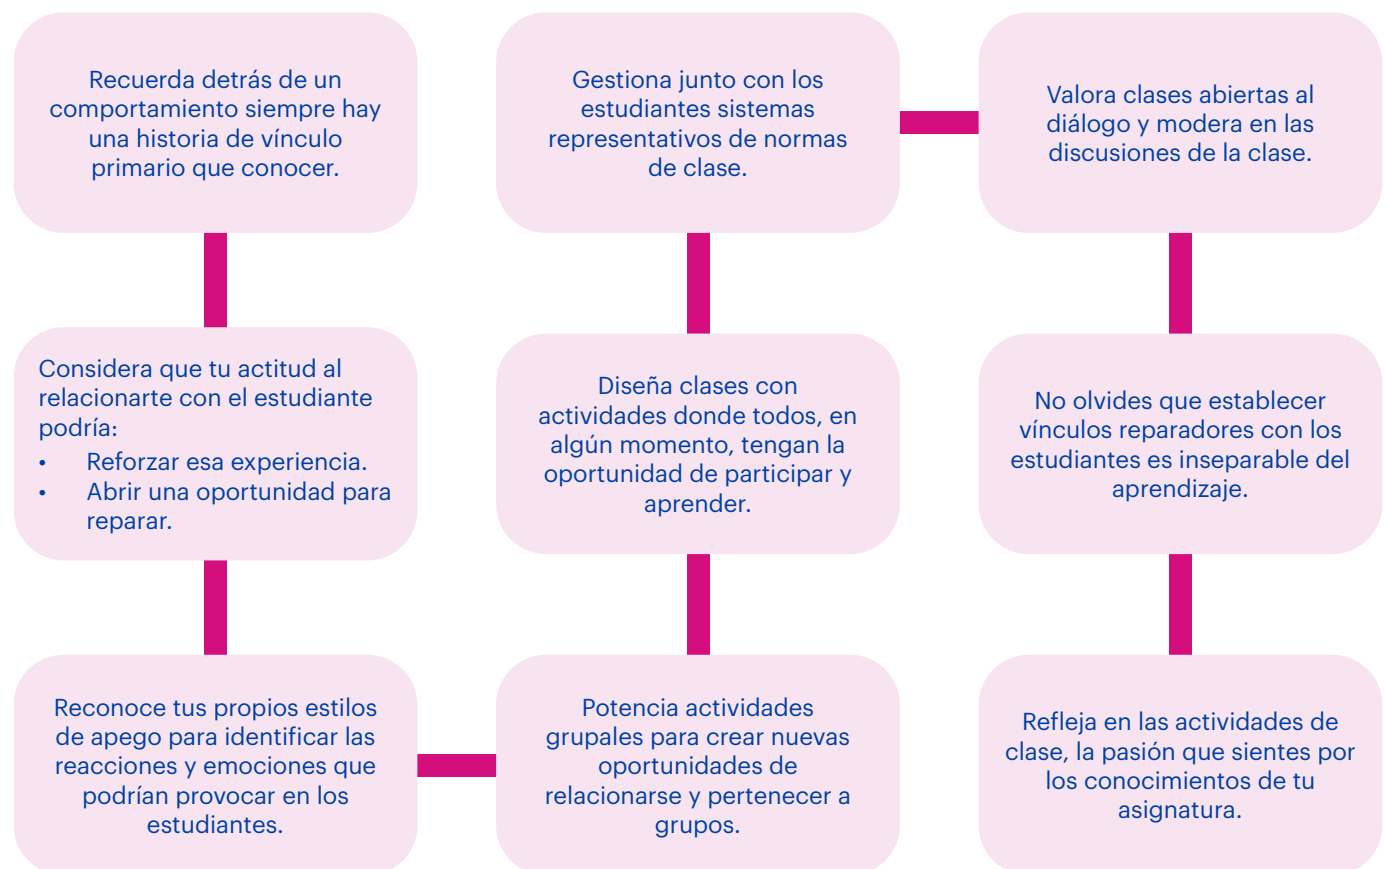 Recuerda detrás de un
comportamiento siempre hay
una historia de vínculo
primario que conocer.
Considera que tu actitud al
relacionarte con el estudiante
podría:
• Reforzar esa experiencia.
• Abrir una oportunidad para
reparar.
Reconoce tus propios estilos
de apego para identificar las
reacciones y emociones que
podrían provocar en los
estudiantes.
Potencia actividades
grupales para crear nuevas
oportunidades de
relacionarse y pertenecer a
grupos.
Diseña clases con
actividades donde todos, en
algún momento, tengan la
oportunidad de participar y
aprender.
Gestiona junto con los
estudiantes sistemas
representativos de normas
de clase.
Valora clases abiertas al
diálogo y modera en las
discusiones de la clase.
No olvides que establecer
vínculos reparadores con los
estudiantes es inseparable del
aprendizaje.
Refleja en las actividades de
clase, la pasión que sientes por
los conocimientos de tu
asignatura.